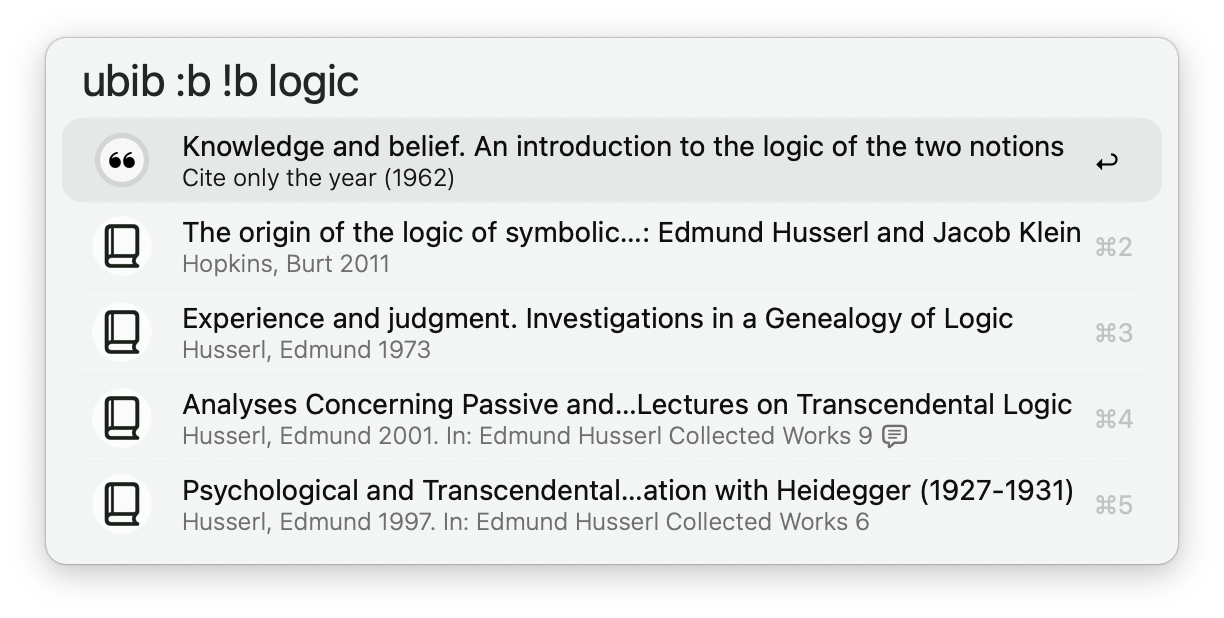 ubib :b !b logic
Knowledge and belief. An introduction to the logic of the two notions
Cite only the year (1962)
The origin of the logic of symbolic...: Edmund Husserl and Jacob Klein
⌘2
Hopkins, Burt 2011
Experience and judgment. Investigations in a Genealogy of Logic
⌘3
Husserl, Edmund 1973
Analyses Concerning Passive and...Lectures on Transcendental Logic
⌘4
Husserl, Edmund 2001. In: Edmund Husserl Collected Works 9
Psychological and Transcendental...ation with Heidegger (1927-1931)
⌘5
Husserl, Edmund 1997. In: Edmund Husserl Collected Works 6